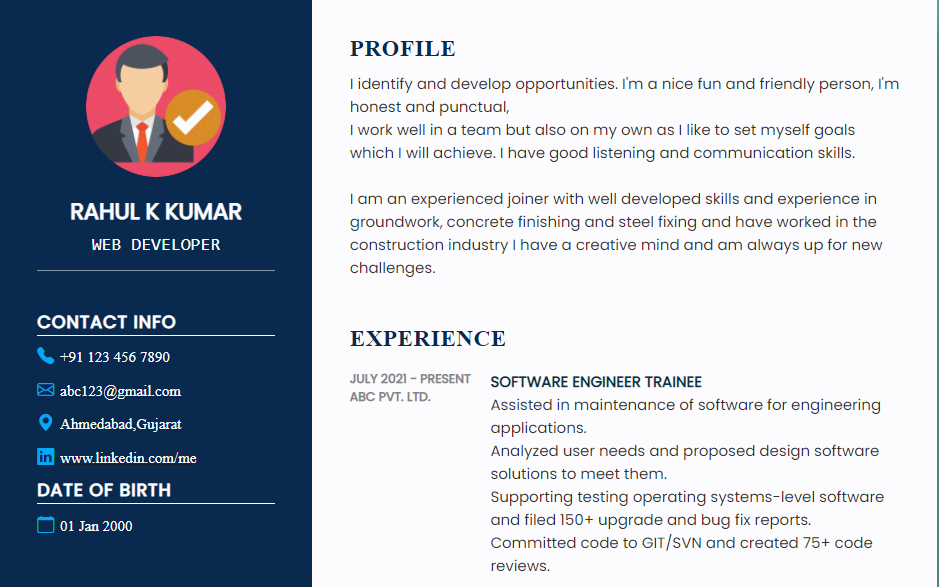 RAHUL K KUMAR
WEB DEVELOPER
CONTACT INFO
+91 123 456 7890
abc123@gmail.com
Ahmedabad,Gujarat
in www.linkedin.com/me
DATE OF BIRTH
01 Jan 2000
PROFILE
I identify and develop opportunities. I'm a nice fun and friendly person, I'm
honest and punctual,
I work well in a team but also on my own as I like to set myself goals
which I will achieve. I have good listening and communication skills.
I am an experienced joiner with well developed skills and experience in
groundwork, concrete finishing and steel fixing and have worked in the
construction industry I have a creative mind and am always up for new
challenges.
EXPERIENCE
JULY 2021 - PRESENT
ABC PVT. LTD.
SOFTWARE ENGINEER TRAINEE
Assisted in maintenance of software for engineering
applications.
Analyzed user needs and proposed design software
solutions to meet them.
Supporting testing operating systems-level software
and filed 150+ upgrade and bug fix reports.
Committed code to GIT/SVN and created 75+ code
reviews.